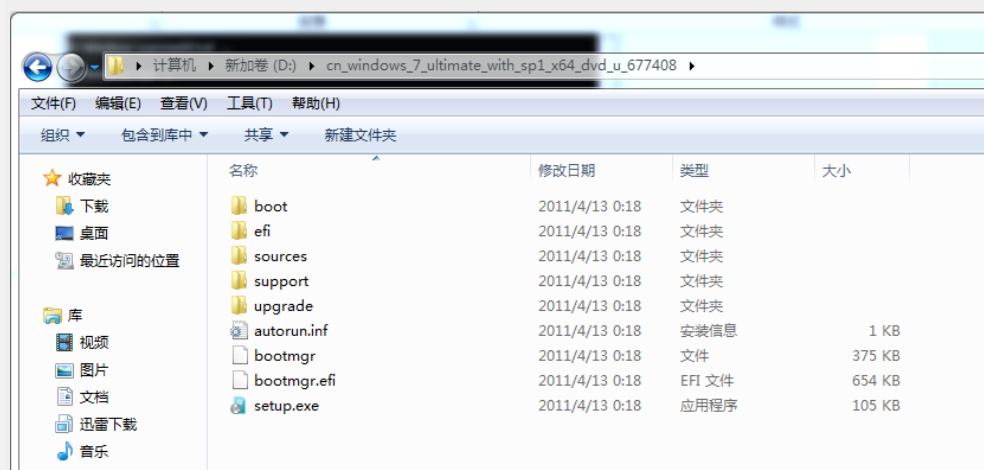 计算机 新加卷 (D:) cn_windows_7_ultimate_with_sp1_x64_dvd_u_677408
文件(F) 编辑(E) 查看(V) 工具(T) 帮助(H)
组织 包含到库中 共享 新建文件夹
收藏夹
下载
桌面
最近访问的位置
库
视频
图片
文档
迅雷下载
音乐
名称 修改日期 类型 大小
boot 2011/4/13 0:18 文件夹
efi 2011/4/13 0:18 文件夹
sources 2011/4/13 0:18 文件夹
support 2011/4/13 0:18 文件夹
upgrade 2011/4/13 0:18 文件夹
autorun.inf 2011/4/13 0:18 安装信息 1 KB
bootmgr 2011/4/13 0:18 文件 375 KB
bootmgr.efi 2011/4/13 0:18 EFI 文件 654 KB
setup.exe 2011/4/13 0:18 应用程序 105 KB